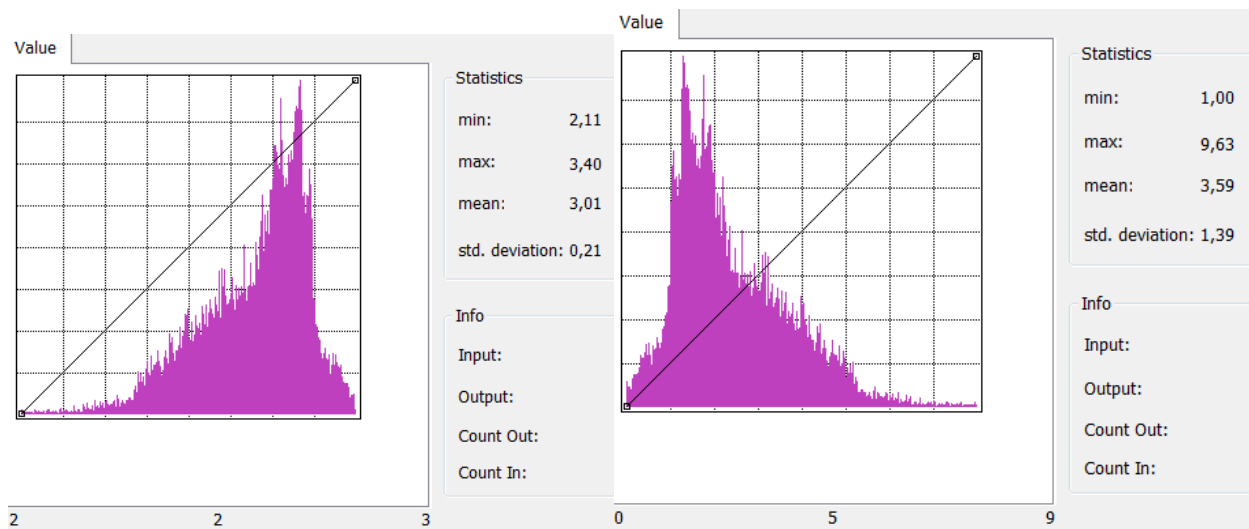 Value
Statistics
min: 2,11
max: 3,40
mean: 3,01
std. deviation: 0,21
Info
Input:
Output:
Count Out:
Count In:
2 2 3
Value
Statistics
min: 1,00
max: 9,63
mean: 3,59
std. deviation: 1,39
Info
Input:
Output:
Count Out:
Count In:
0 5 9